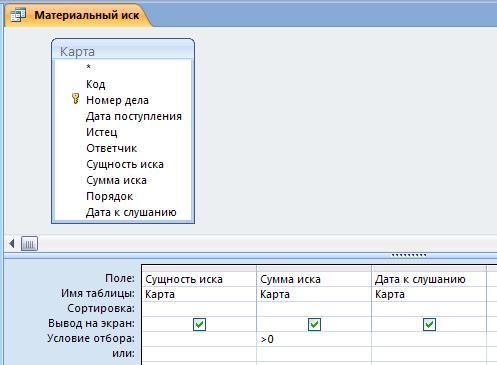 Материальный иск
Карта
*
Код
Номер дела
Дата поступления
Истец
Ответчик
Сущность иска
Сумма иска
Порядок
Дата к слушанию
Поле: Сущность иска Сумма иска Дата к слушанию
Имя таблицы: Карта Карта Карта
Сортировка:
Вывод на экран:
Условие отбора: >0
или: